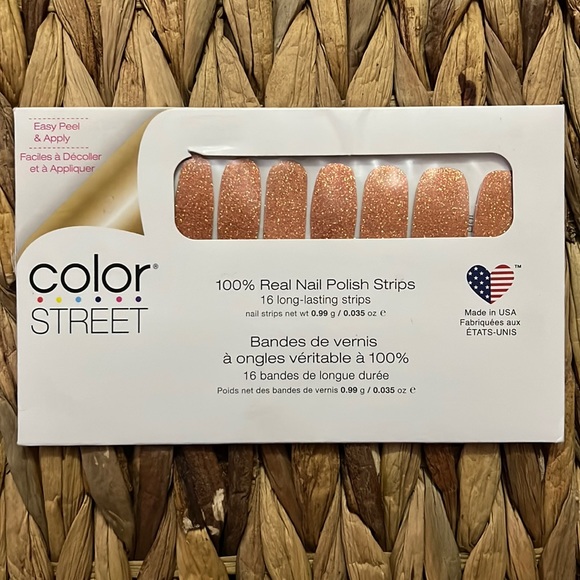 Easy Peel
& Apply
Faciles à Décoller
et à Appliquer
color®
STREET
100% Real Nail Polish Strips
16 long-lasting strips
nail strips net wt 0.99 g / 0.035 oz ℮
Bandes de vernis
à ongles véritable à 100%
16 bandes de longue durée
Poids net des bandes de vernis 0.99 g / 0.035 oz ℮
TM
Made in USA
Fabriquées aux
ÉTATS-UNIS